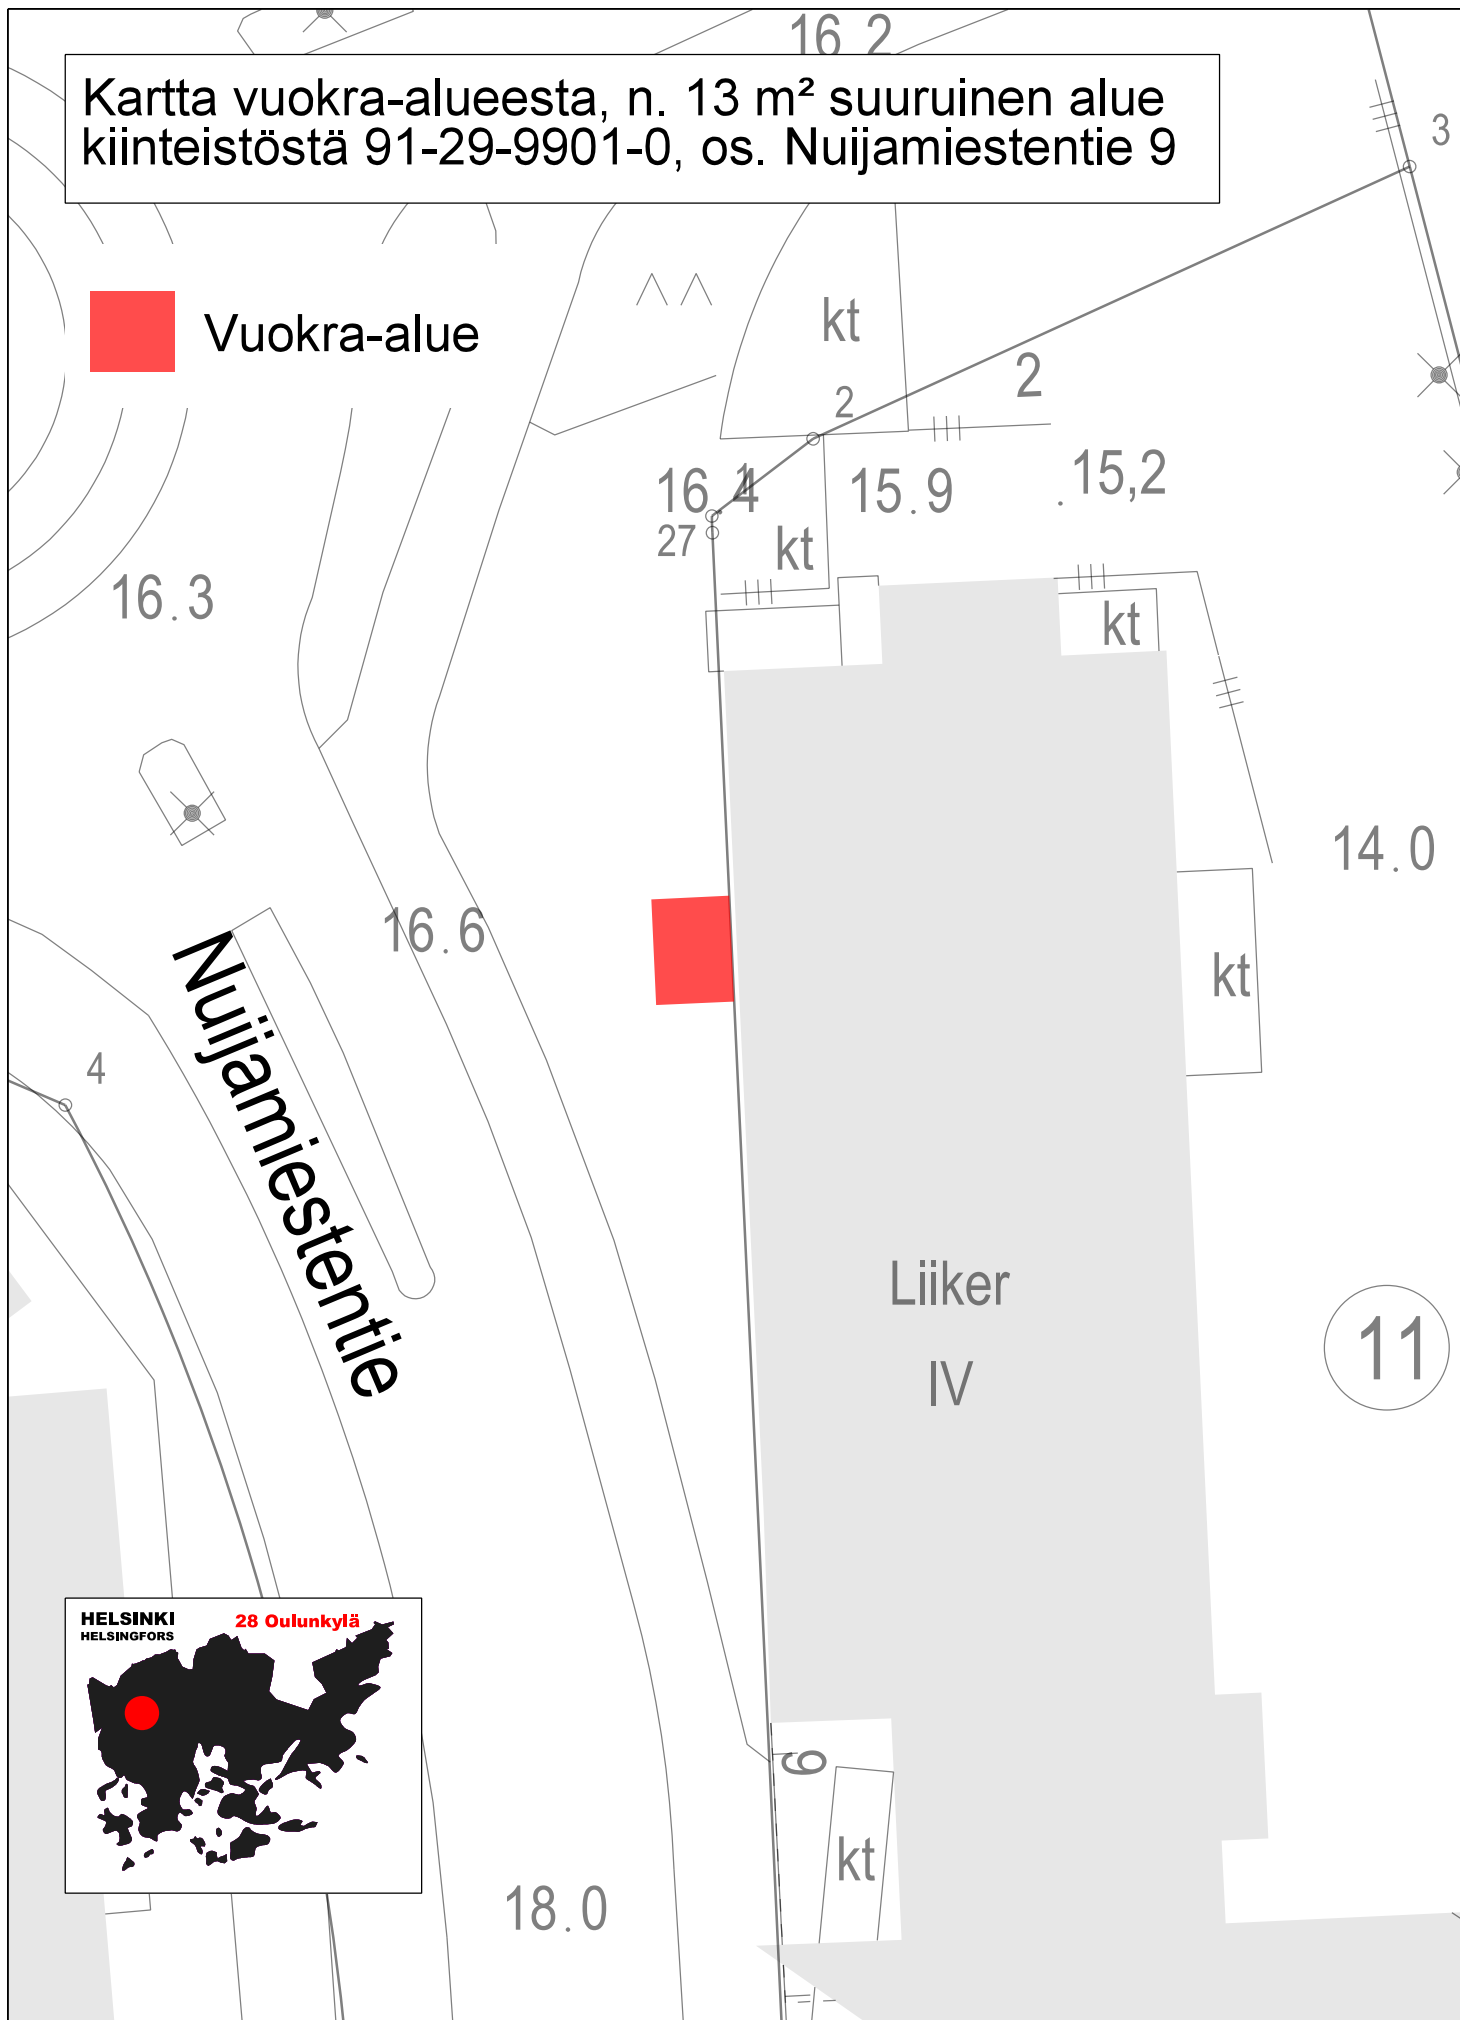 16 2
Kartta vuokra-alueesta, n. 13 m² suuruinen alue
kiinteistöstä 91-29-9901-0, os. Nuijamiestentie 9
3
Vuokra-alue
kt
2
2
16.4
15.9
.15,2
27
kt
16.3
kt
14.0
16.6
kt
Nuijamiestentie
4
Liiker
IV
11
HELSINKI
HELSINGFORS
28 Oulunkylä
9
kt
18.0